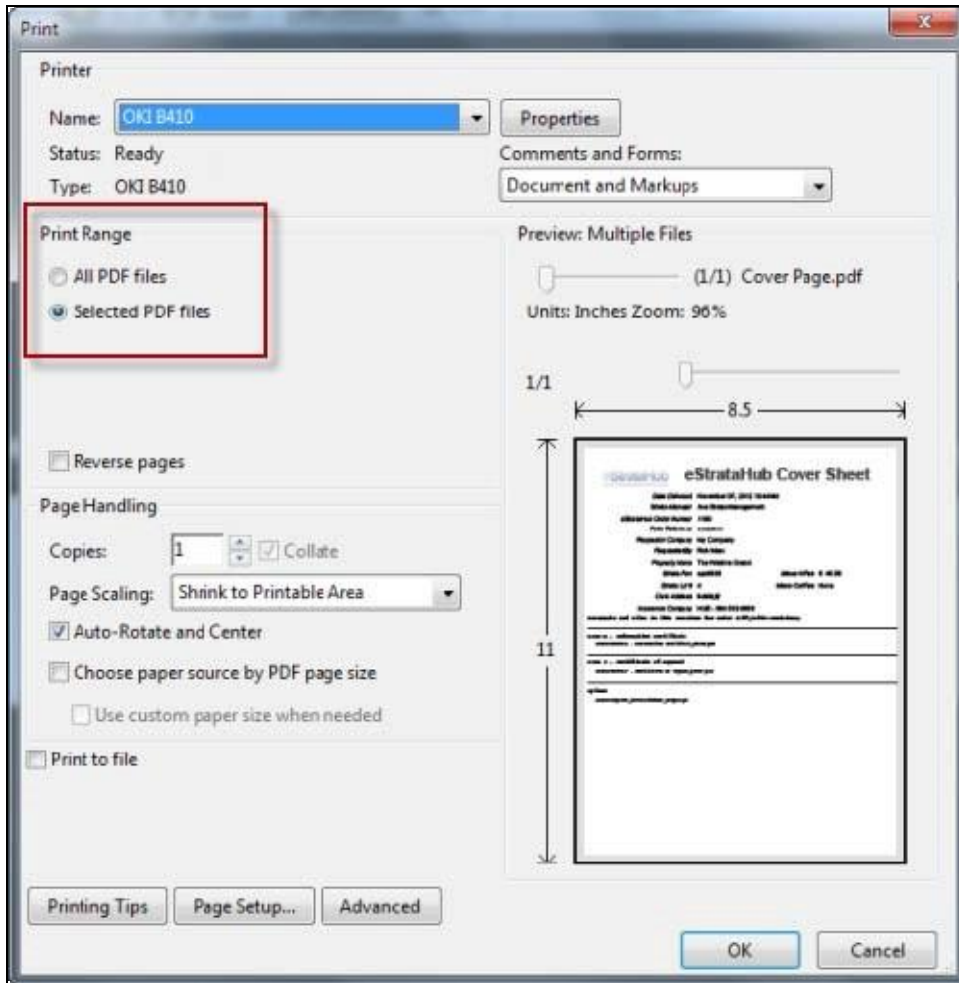 Print
Printer
Name: OKI B410
Properties
Status: Ready
Comments and Forms:
Type: OKI B410
Document and Markups
Print Range
All PDF files
Selected PDF files
Preview: Multiple Files
(1/1) Cover Page.pdf
Units: Inches Zoom: 96%
1/1
8.5
11
eStrataHub Cover Sheet
Reverse pages
Page Handling
Copies: 1 Collate
Page Scaling: Shrink to Printable Area
Auto-Rotate and Center
Choose paper source by PDF page size
Use custom paper size when needed
Print to file
Printing Tips
Page Setup...
Advanced
OK
Cancel